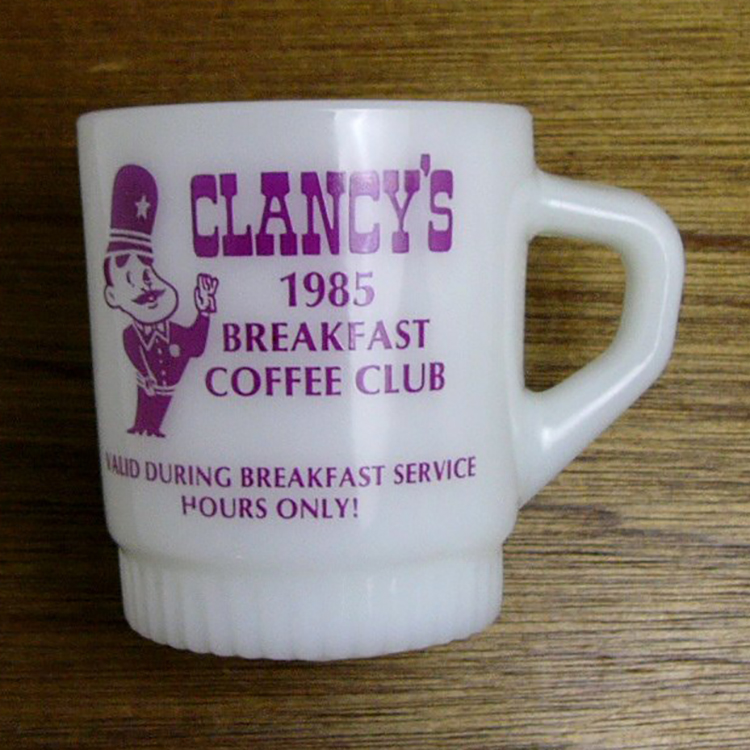 CLANCY'S
1985
BREAKFAST
COFFEE CLUB
VALID DURING BREAKFAST SERVICE
HOURS ONLY!